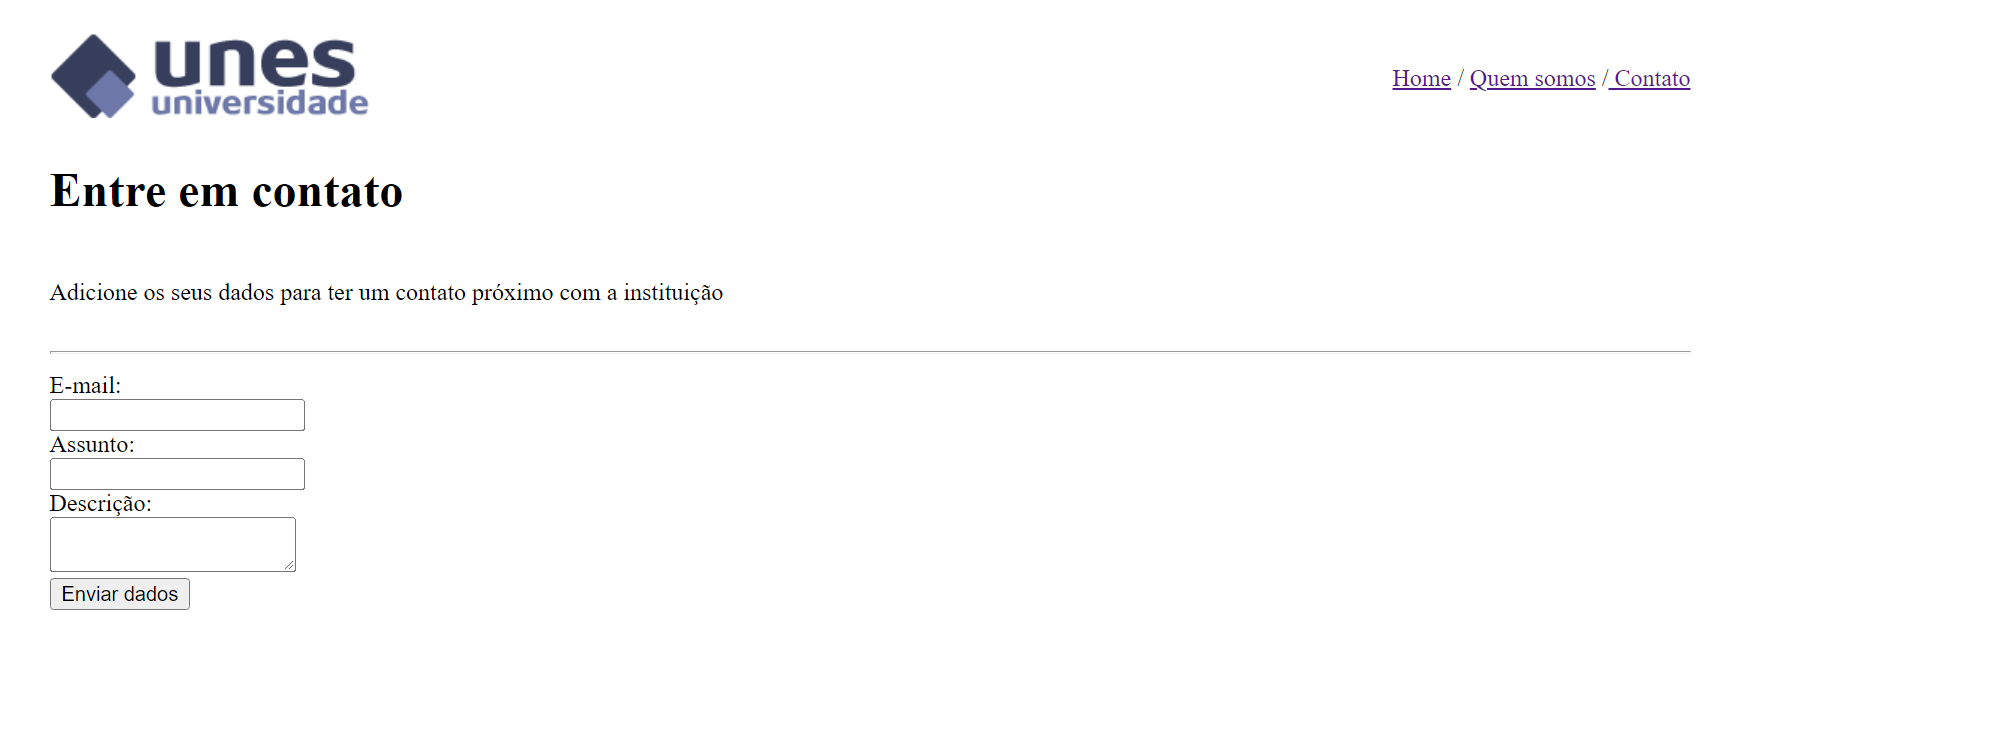 unes
universidade
Home / Quem somos / Contato
Entre em contato
Adicione os seus dados para ter um contato próximo com a instituição
E-mail:
Assunto:
Descrição:
Enviar dados